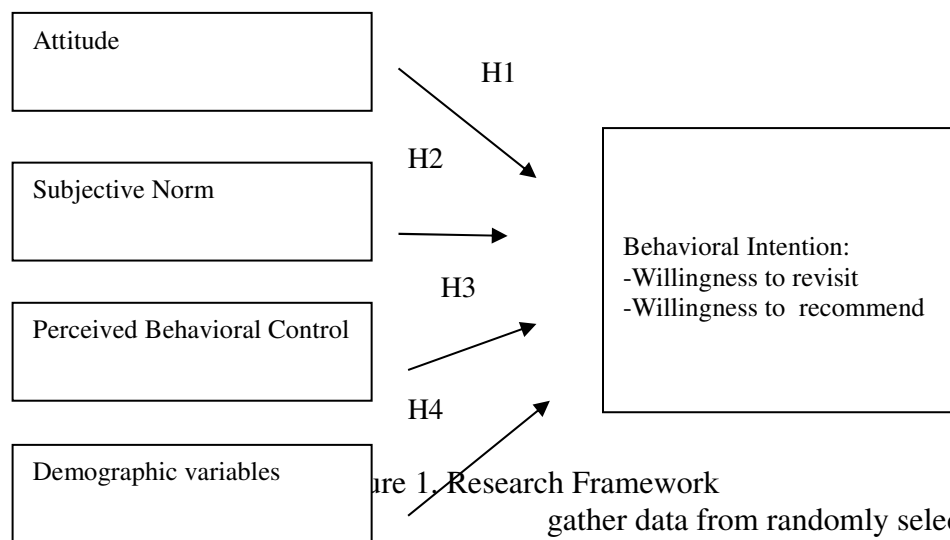 Attitude
H1
H2
Subjective Norm
Behavioral Intention:
-Willingness to revisit
-Willingness to recommend
H3
Perceived Behavioral Control
H4
Demographic variables
1. Research Framework
gather data from randomly